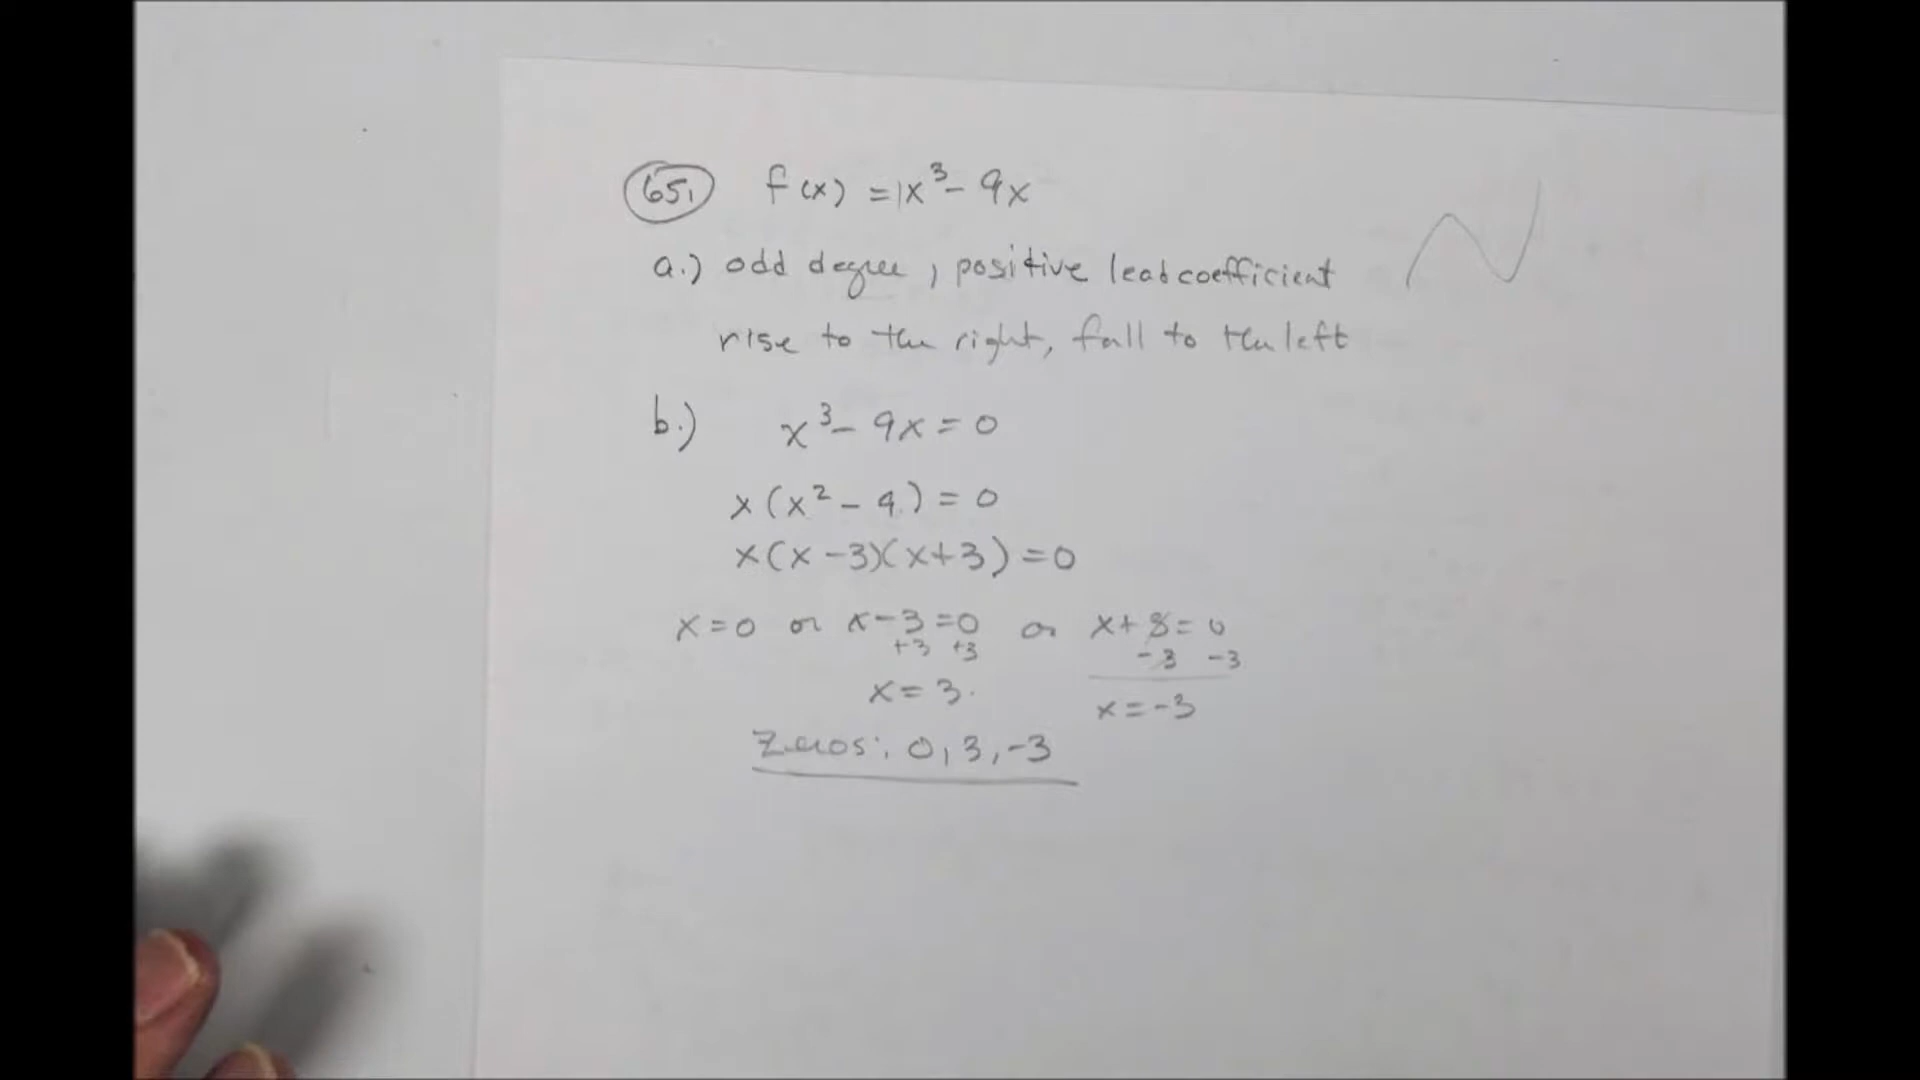 65. f(x) = 1x³ - 9x
a.) odd degree, positive lead coefficient
rise to the right, fall to the left
b.) x³ - 9x = 0
x(x² - 9) = 0
x(x - 3)(x + 3) = 0
x = 0 or x - 3 = 0 or x + 3 = 0
+3 +3 -3 -3
x = 3 x = -3
Zeros: 0, 3, -3